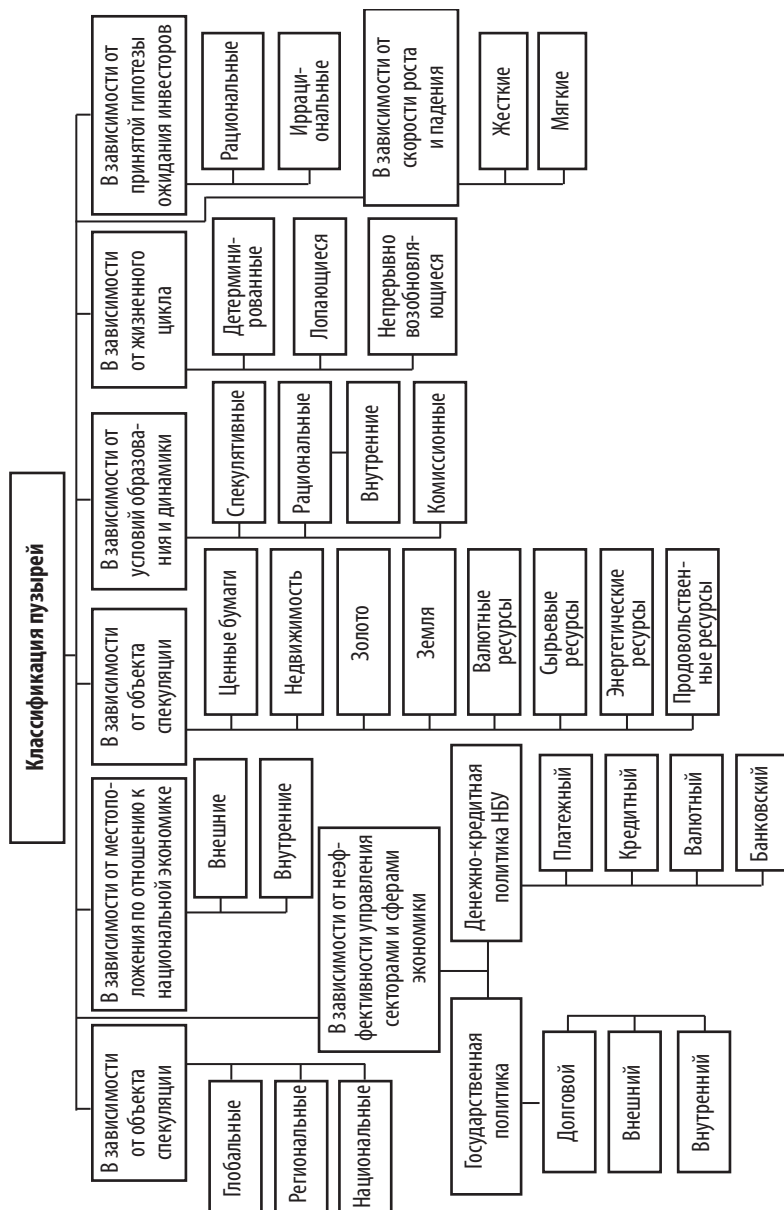 Классификация пузырей
В зависимости
от объекта
спекуляции
Глобальные
Региональные
Национальные
В зависимости от местопо-
ложения по отношению к
национальной экономике
Внешние
Внутренние
В зависимости от неэф-
фективности управления
секторами и сферами
экономики
Государственная
политика
Долговой
Внешний
Внутренний
Денежно-кредитная
политика НБУ
Платежный
Кредитный
Валютный
Банковский
В зависимости
от объекта
спекуляции
Ценные бумаги
Недвижимость
Золото
Земля
Валютные
ресурсы
Сырьевые
ресурсы
Энергетические
ресурсы
Продовольствен-
ные ресурсы
В зависимости от
условий образова-
ния и динамики
Спекулятивные
Рациональные
Внутренние
Комиссионные
В зависимости
от жизненного
цикла
Детермини-
рованные
Лопающиеся
Непрерывно
возобновля-
ющиеся
В зависимости от
принятой гипотезы
ожидания инвесторов
Рациональные
Ирраци-
ональные
В зависимости от
скорости роста
и падения
Жесткие
Мягкие